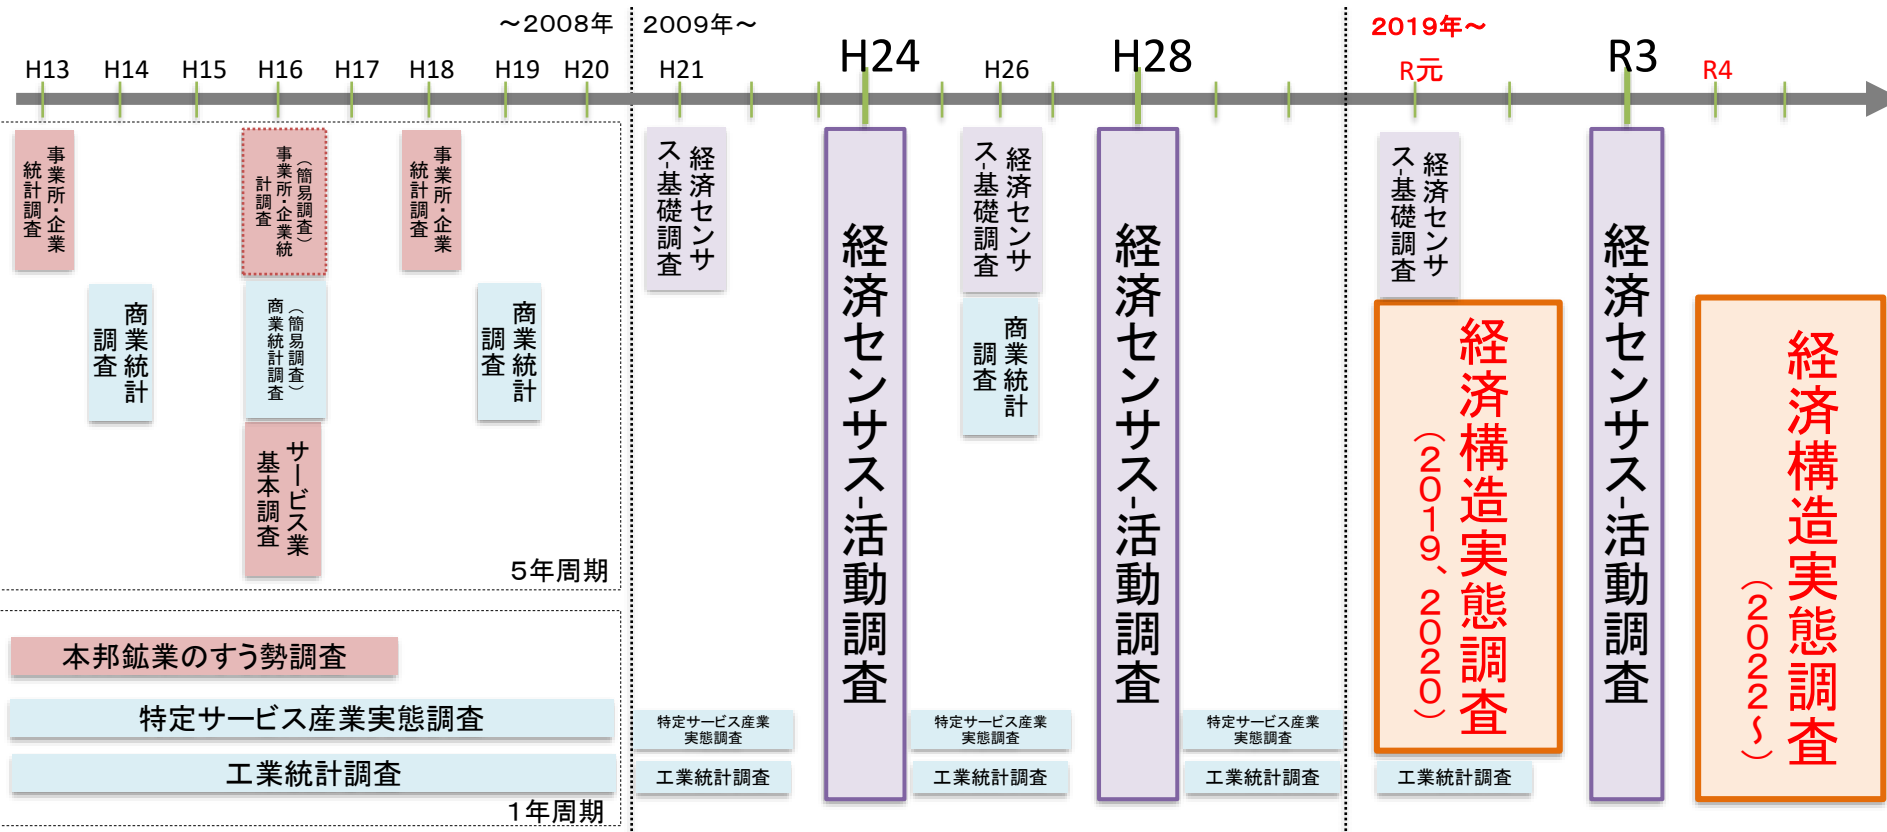 ～2008年
2009年～
2019年～
H13
H14
H15
H16
H17
H18
H19
H20
H21
H24
H26
H28
R元
R3
R4
事業所・企業
統計調査
商業統計
調査
（簡易調査）
事業所・企業統
計調査
（簡易調査）
商業統計調査
サービス業
基本調査
事業所・企業
統計調査
商業統計
調査
5年周期
本邦鉱業のすう勢調査
特定サービス産業実態調査
工業統計調査
1年周期
経済センサ
ス-基礎調査
特定サービス産業
実態調査
工業統計調査
経済センサス-活動調査
経済センサ
ス-基礎調査
商業統計
調査
特定サービス産業
実態調査
工業統計調査
経済センサス-活動調査
特定サービス産業
実態調査
工業統計調査
経済センサ
ス-基礎調査
経済構造実態調査
（2019、2020）
工業統計調査
経済センサス-活動調査
経済構造実態調査
（2022～）